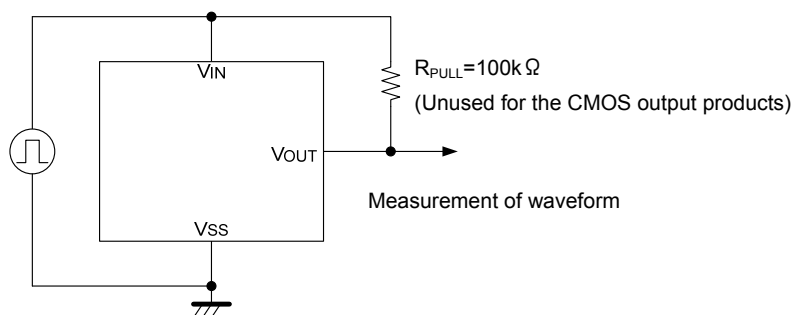 VIN
RPULL=100kΩ
(Unused for the CMOS output products)
VOUT
Measurement of waveform
VSS